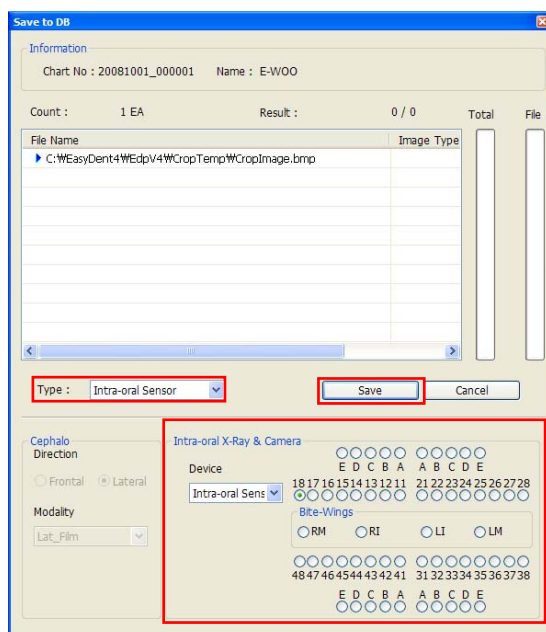 Save to DB
Information
Chart No : 20081001_000001 Name : E-WOO
Count : 1 EA Result : 0 / 0 Total File
File Name Image Type
C:₩EasyDent4₩EdpV4₩CropTemp₩CropImage.bmp
Type : Intra-oral Sensor Save Cancel
Cephalo
Direction
Frontal Lateral
Modality
Lat_Film
Intra-oral X-Ray & Camera
Device
Intra-oral Sens
E D C B A A B C D E
18 17 16 15 14 13 12 11 21 22 23 24 25 26 27 28
Bite-Wings
RM RI LI LM
48 47 46 45 44 43 42 41 31 32 33 34 35 36 37 38
E D C B A A B C D E